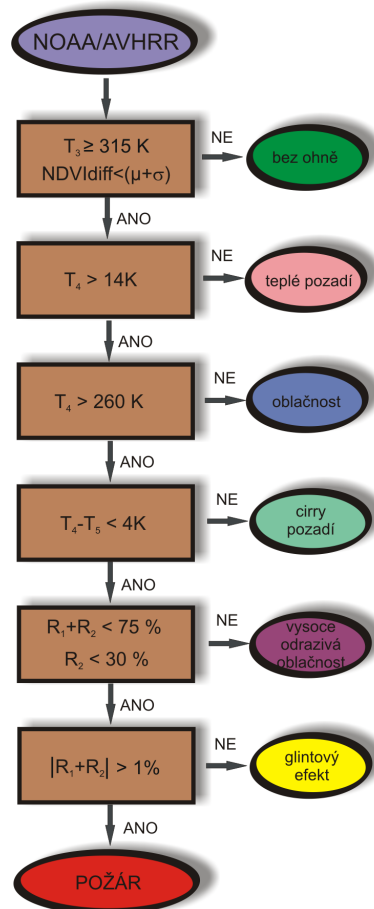 NOAA/AVHRR
T₃ ≥ 315 K
NDVIdiff<(μ+σ)
NE
bez ohně
ANO
T₄ > 14K
NE
teplé pozadí
ANO
T₄ > 260 K
NE
oblačnost
ANO
T₄-T₅ < 4K
NE
cirry
pozadí
ANO
R₁+R₂ < 75 %
R₂ < 30 %
NE
vysoce
odrazivá
oblačnost
ANO
|R₁+R₂| > 1%
NE
glintový
efekt
ANO
POŽÁR